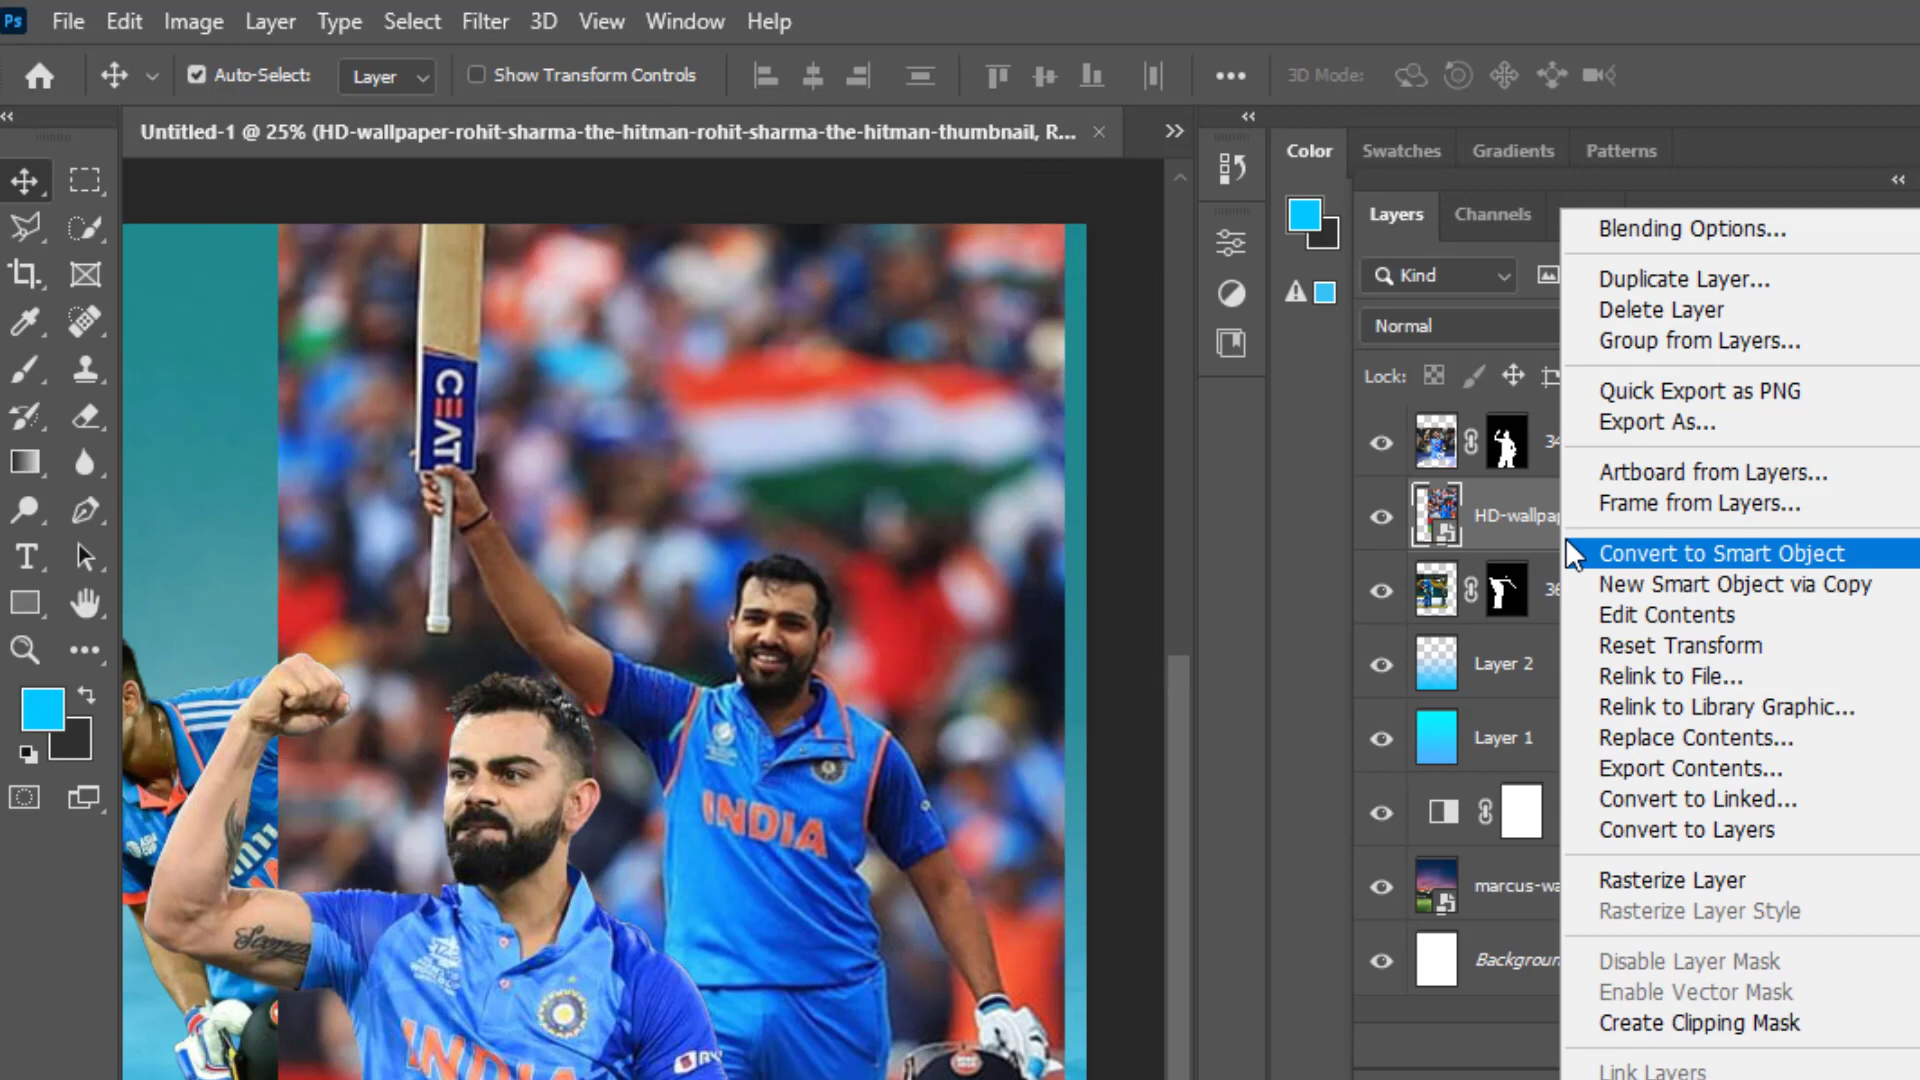 Ps File Edit Image Layer Type Select Filter 3D View Window Help
Auto-Select: Layer Show Transform Controls 3D Mode:
Untitled-1 @ 25% (HD-wallpaper-rohit-sharma-the-hitman-rohit-sharma-the-hitman-thumbnail, R...
Color Swatches Gradients Patterns
Layers Channels
Kind
Normal
Lock:
34
HD-wallpap
36
Layer 2
Layer 1
marcus-wa
Background
Blending Options...
Duplicate Layer...
Delete Layer
Group from Layers...
Quick Export as PNG
Export As...
Artboard from Layers...
Frame from Layers...
Convert to Smart Object
New Smart Object via Copy
Edit Contents
Reset Transform
Relink to File...
Relink to Library Graphic...
Replace Contents...
Export Contents...
Convert to Linked...
Convert to Layers
Rasterize Layer
Rasterize Layer Style
Disable Layer Mask
Enable Vector Mask
Create Clipping Mask
Link Layers
CEAT
INDIA
INDIA
ASIA
CUP